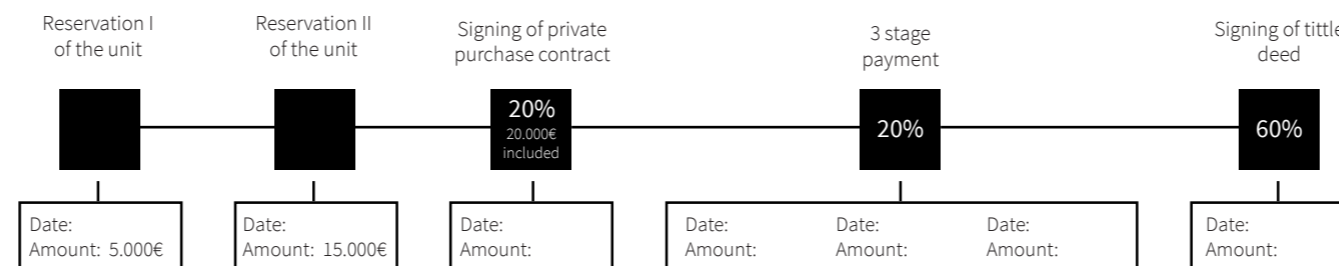 Reservation I
of the unit
Reservation II
of the unit
Signing of private
purchase contract
3 stage
payment
Signing of tittle
deed
20%
20.000€
included
20%
60%
Date:
Amount: 5.000€
Date:
Amount: 15.000€
Date:
Amount:
Date:
Amount:
Date:
Amount:
Date:
Amount:
Date:
Amount: